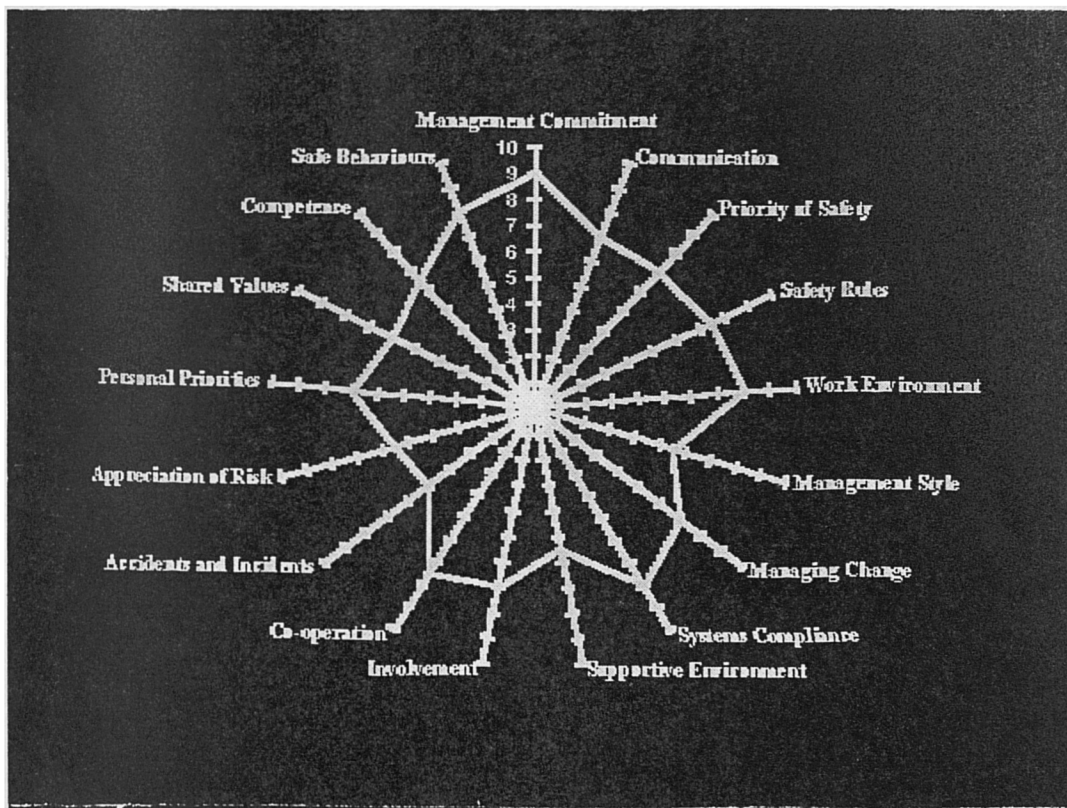 Management Commitment
10
9
8
7
6
5
4
3
Safe Behaviours
Communication
Competence
Priority of Safety
Shared Values
Safety Rules
Personal Priorities
Work Environment
Appreciation of Risk
Management Style
Accidents and Incidents
Managing Change
Co-operation
Systems Compliance
Involvement
Supportive Environment